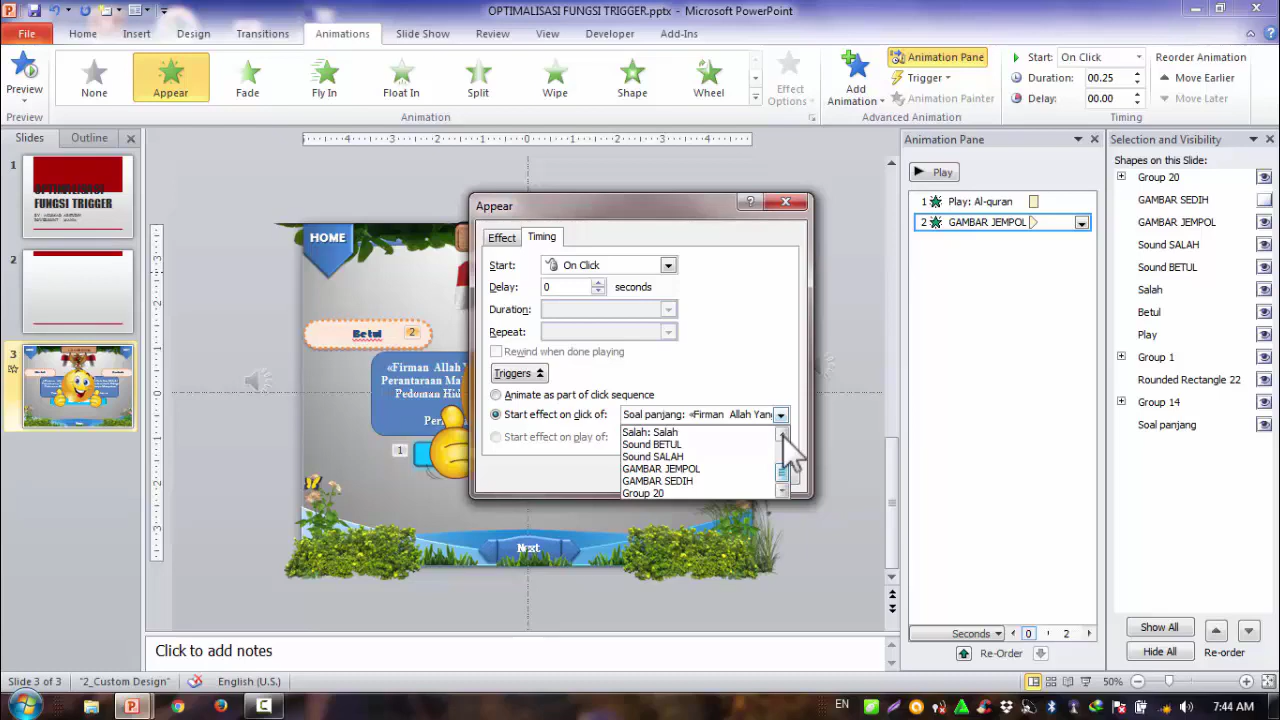 OPTIMALISASI FUNGSI TRIGGER.pptx - Microsoft PowerPoint
File Home Insert Design Transitions Animations Slide Show Review View Developer Add-Ins
Preview
None Appear Fade Fly In Float In Split Wipe Shape Wheel
Effect Options
Add Animation
Animation Pane
Trigger
Animation Painter
Start: On Click
Duration: 00.25
Delay: 00.00
Reorder Animation
Move Earlier
Move Later
Preview Animation Advanced Animation Timing
Slides Outline
1
OPTIMALISASI
FUNGSI TRIGGER
2
3
HOME
Betul 2
«Firman Allah
Perantaraan
Pedoman
1
Next
Appear
Effect Timing
Start: On Click
Delay: 0 seconds
Duration:
Repeat:
Rewind when done playing
Triggers
Animate as part of click sequence
Start effect on click of: Soal panjang: «Firman Allah Yan
Start effect on play of:
Salah: Salah
Sound BETUL
Sound SALAH
GAMBAR JEMPOL
GAMBAR SEDIH
Group 20
Animation Pane
Play
1 Play: Al-quran
2 GAMBAR JEMPOL
Seconds 0 2
Re-Order
Selection and Visibility
Shapes on this Slide:
Group 20
GAMBAR SEDIH
GAMBAR JEMPOL
Sound SALAH
Sound BETUL
Salah
Betul
Play
Group 1
Rounded Rectangle 22
Group 14
Soal panjang
Show All
Hide All
Re-order
Click to add notes
Slide 3 of 3 "2_Custom Design" English (U.S.) 50%
EN 7:44 AM